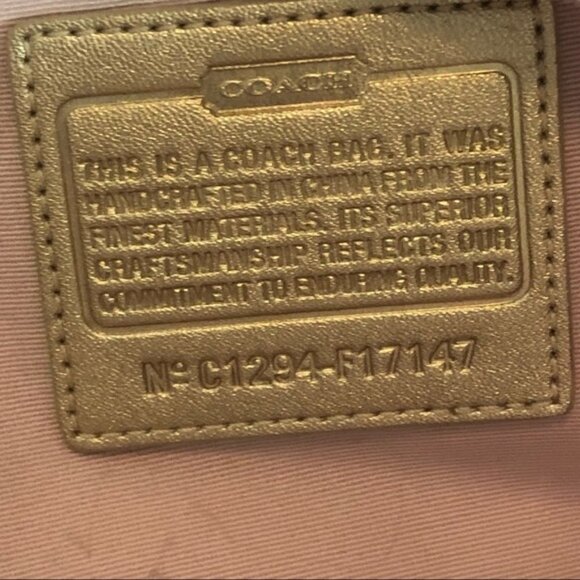 COACH
THIS IS A COACH BAG. IT WAS
HANDCRAFTED IN CHINA FROM THE
FINEST MATERIALS. ITS SUPERIOR
CRAFTSMANSHIP REFLECTS OUR
COMMITMENT TO ENDURING QUALITY.
Nº C1294-F17147